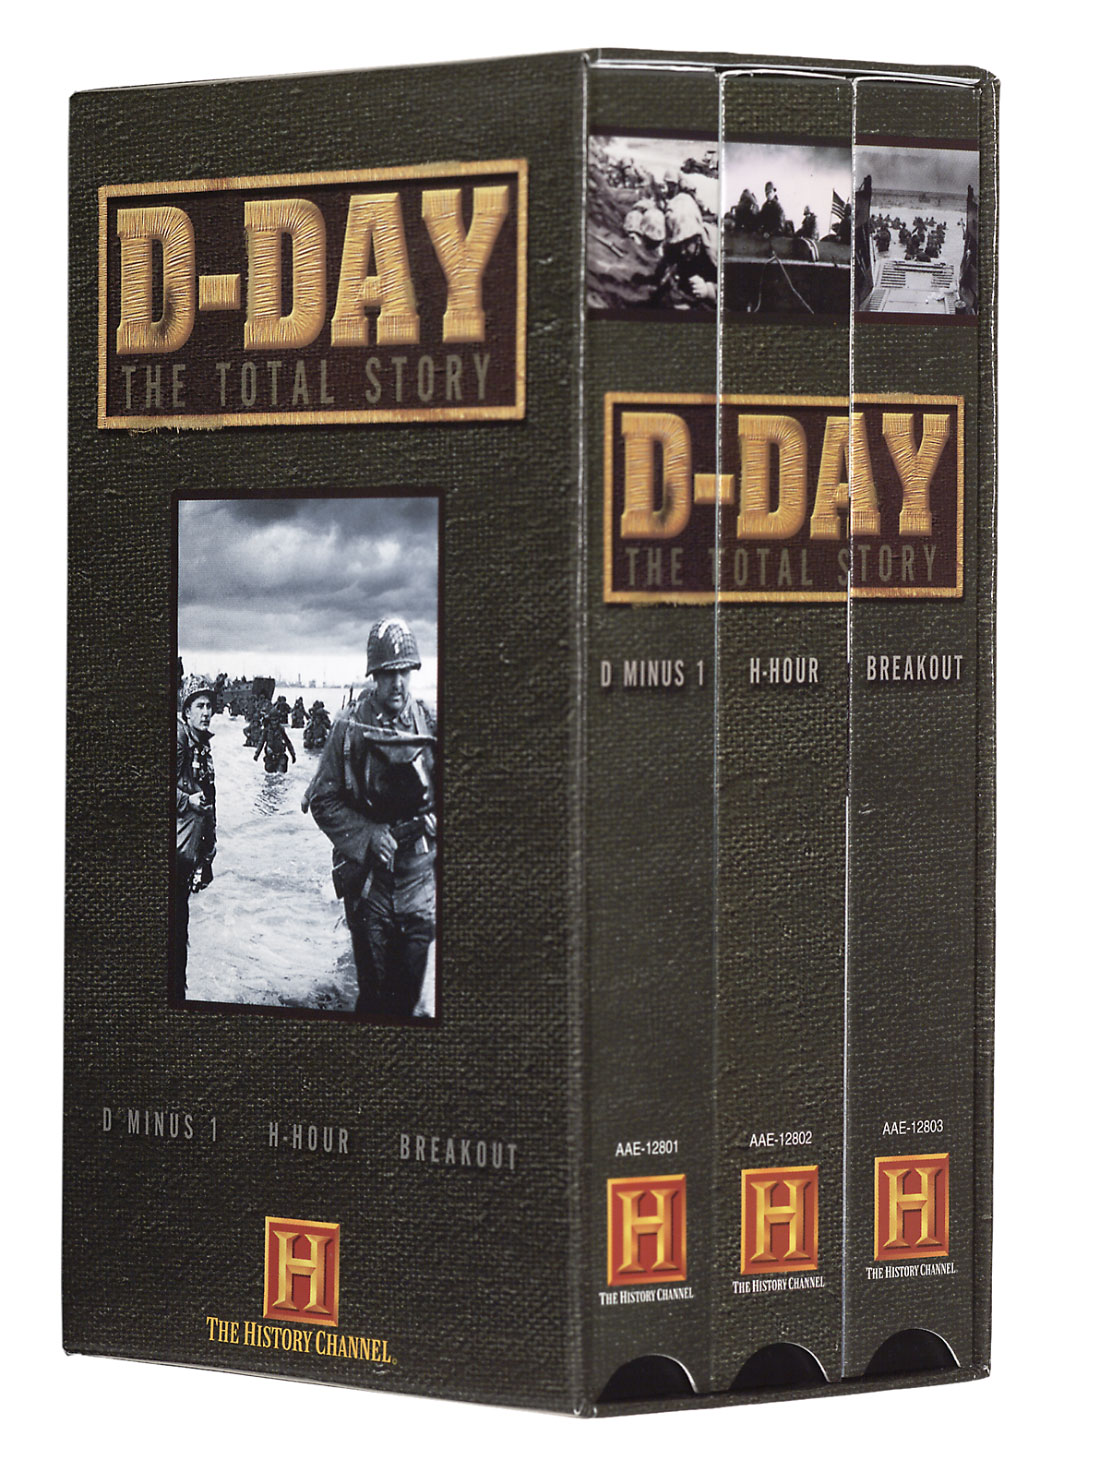 D-DAY
THE TOTAL STORY
D MINUS 1 H-HOUR BREAKOUT
H
THE HISTORY CHANNEL®
D-DAY
THE TOTAL STORY
D MINUS 1
H-HOUR
BREAKOUT
AAE-12801
H
THE HISTORY CHANNEL
AAE-12802
H
THE HISTORY CHANNEL
AAE-12803
H
THE HISTORY CHANNEL